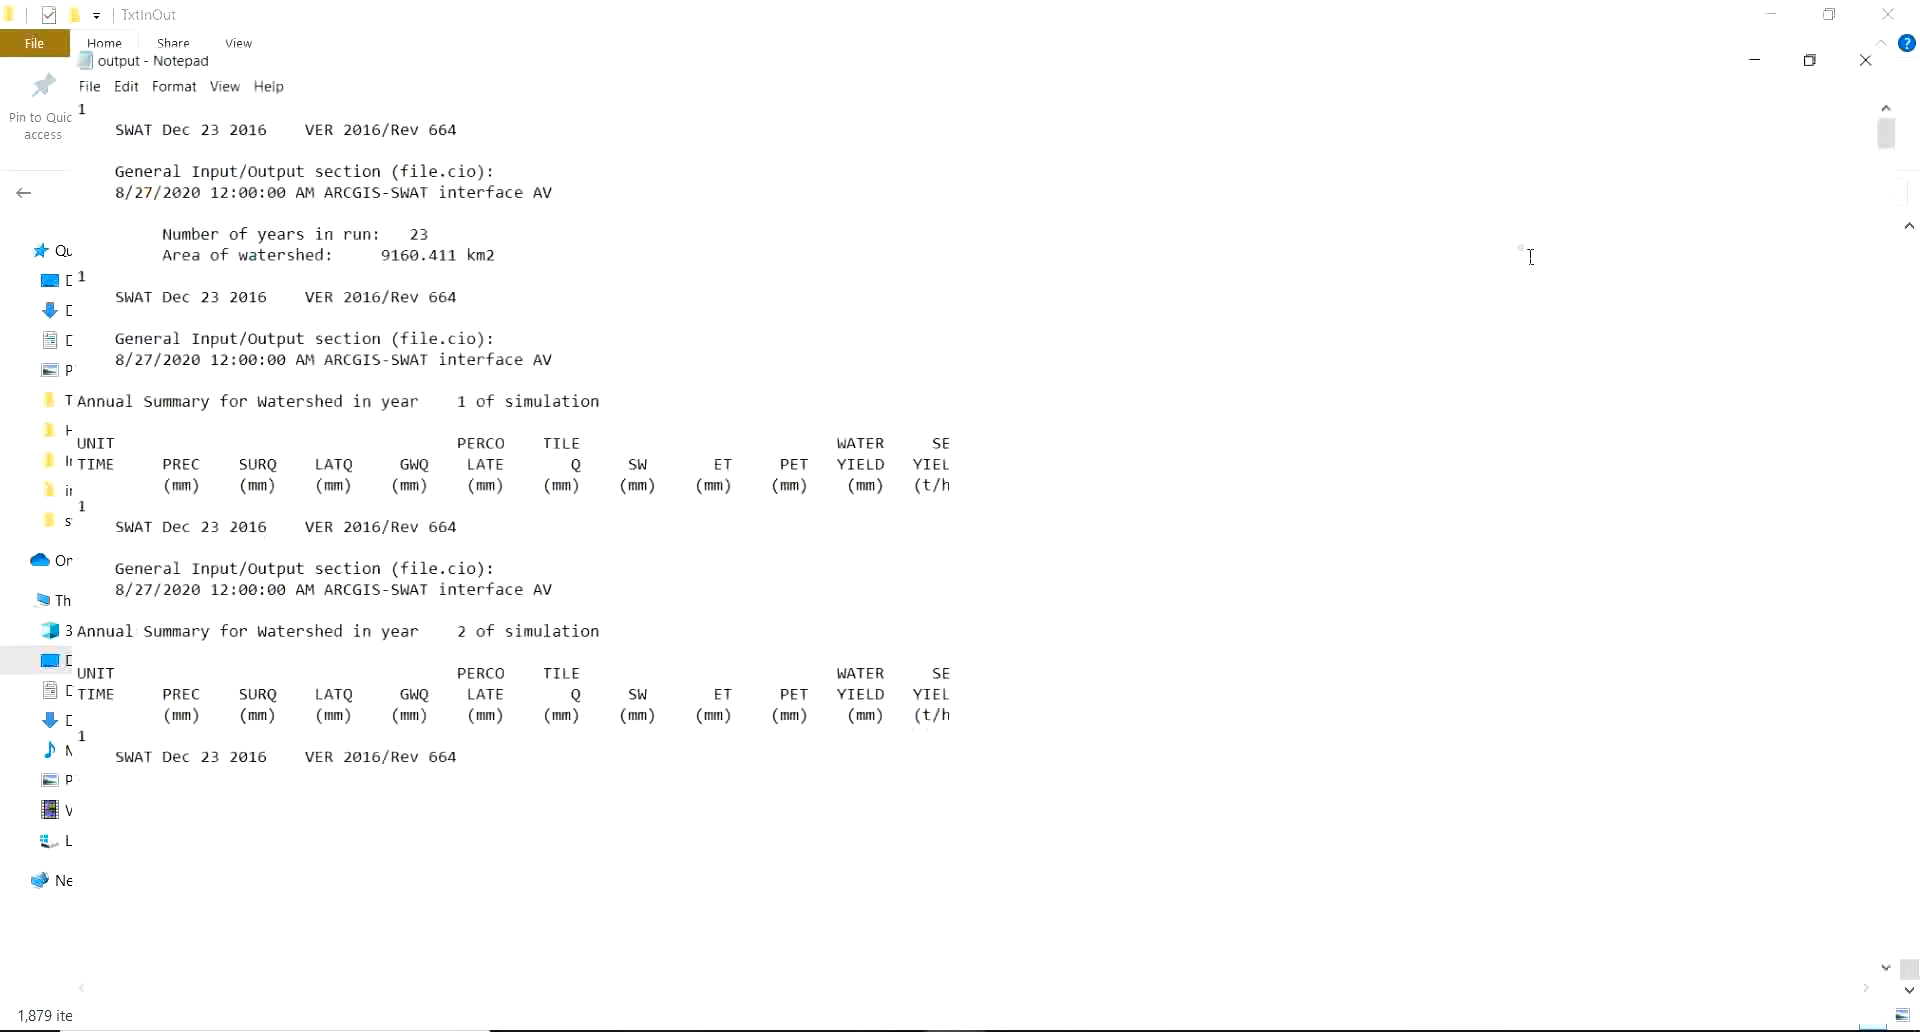 TxtInOut
File Home Share View
output - Notepad
File Edit Format View Help
Pin to Quic
access
1
SWAT Dec 23 2016 VER 2016/Rev 664
General Input/Output section (file.cio):
8/27/2020 12:00:00 AM ARCGIS-SWAT interface AV
Number of years in run: 23
Area of watershed: 9160.411 km2
1
SWAT Dec 23 2016 VER 2016/Rev 664
General Input/Output section (file.cio):
8/27/2020 12:00:00 AM ARCGIS-SWAT interface AV
Annual Summary for Watershed in year 1 of simulation
UNIT PERCO TILE WATER SE
TIME PREC SURQ LATQ GWQ LATE Q SW ET PET YIELD YIEL
(mm) (mm) (mm) (mm) (mm) (mm) (mm) (mm) (mm) (mm) (t/h
1
SWAT Dec 23 2016 VER 2016/Rev 664
General Input/Output section (file.cio):
8/27/2020 12:00:00 AM ARCGIS-SWAT interface AV
Annual Summary for Watershed in year 2 of simulation
UNIT PERCO TILE WATER SE
TIME PREC SURQ LATQ GWQ LATE Q SW ET PET YIELD YIEL
(mm) (mm) (mm) (mm) (mm) (mm) (mm) (mm) (mm) (mm) (t/h
1
SWAT Dec 23 2016 VER 2016/Rev 664
Qu
On
Th
3
Ne
1,879 ite